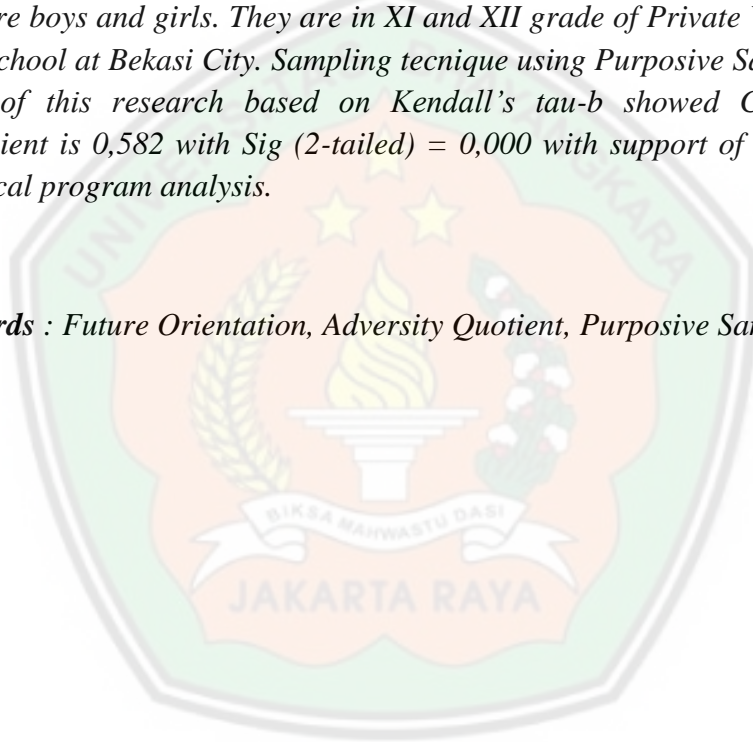 re boys and girls. They are in XI and XII grade of Private
chool at Bekasi City. Sampling tecnique using Purposive Sa
of this research based on Kendall's tau-b showed C
ient is 0,582 with Sig (2-tailed) = 0,000 with support of
cal program analysis.
rds : Future Orientation, Adversity Quotient, Purposive Sa
UNIVERSITAS BHAYANGKARA
BIKSA MAHWASTU DASI
JAKARTA RAYA